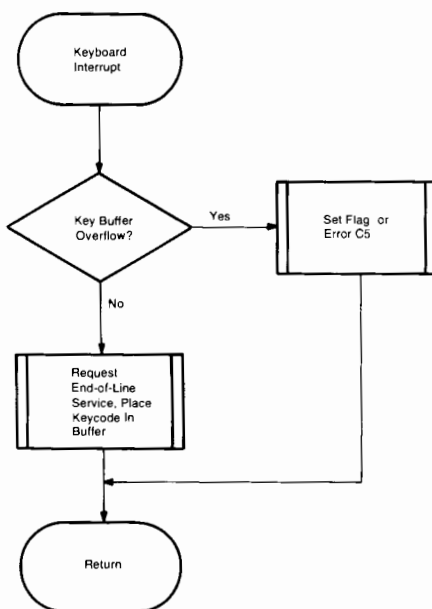 Keyboard
Interrupt
Key Buffer
Overflow?
Yes
Set Flag or
Error C5
No
Request
End-of-Line
Service, Place
Keycode In
Buffer
Return